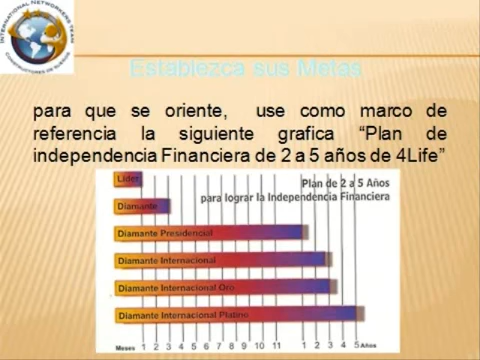 INTERNATIONAL NETWORKERS TEAM
CONSTRUCTORES DE SUEÑOS
Establezca sus Metas
para que se oriente, use como marco de
referencia la siguiente grafica “Plan de
independencia Financiera de 2 a 5 años de 4Life”
Plan de 2 a 5 Años
para lograr la Independencia Financiera
Líder
Diamante
Diamante Presidencial
Diamante Internacional
Diamante Internacional Oro
Diamante Internacional Platino
Meses 1 2 3 4 5 6 7 8 9 10 11 1 2 3 4 5 Años